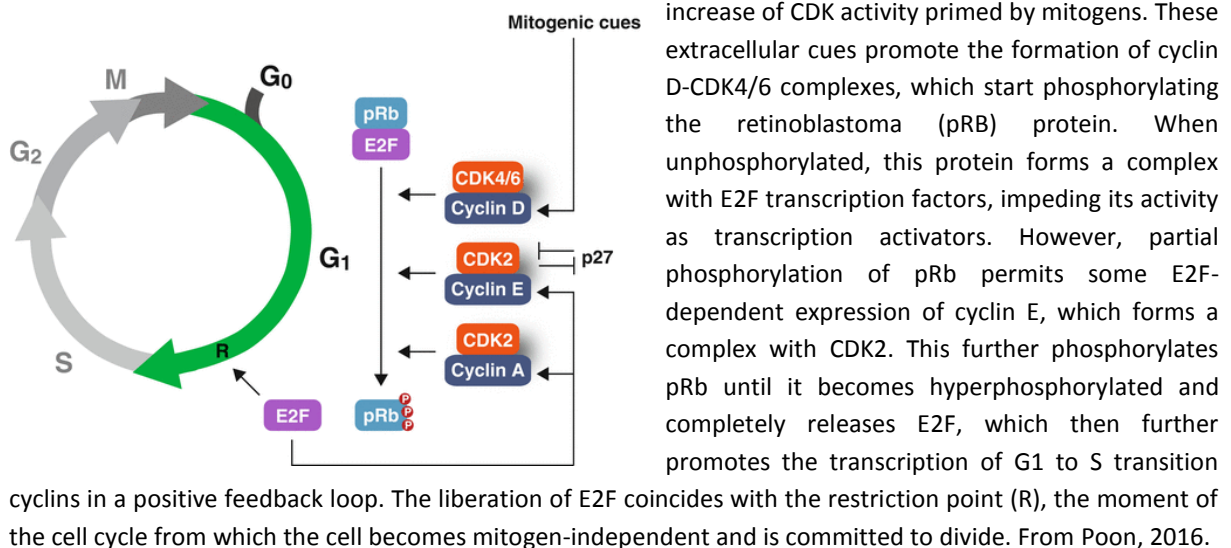 Mitogenic cues
M
G0
G2
G1
S
R
pRb
E2F
CDK4/6
Cyclin D
CDK2
Cyclin E
p27
CDK2
Cyclin A
E2F
pRb
P
P
P
increase of CDK activity primed by mitogens. These
extracellular cues promote the formation of cyclin
D-CDK4/6 complexes, which start phosphorylating
the retinoblastoma (pRB) protein. When
unphosphorylated, this protein forms a complex
with E2F transcription factors, impeding its activity
as transcription activators. However, partial
phosphorylation of pRb permits some E2F-
dependent expression of cyclin E, which forms a
complex with CDK2. This further phosphorylates
pRb until it becomes hyperphosphorylated and
completely releases E2F, which then further
promotes the transcription of G1 to S transition
cyclins in a positive feedback loop. The liberation of E2F coincides with the restriction point (R), the moment of
the cell cycle from which the cell becomes mitogen-independent and is committed to divide. From Poon, 2016.